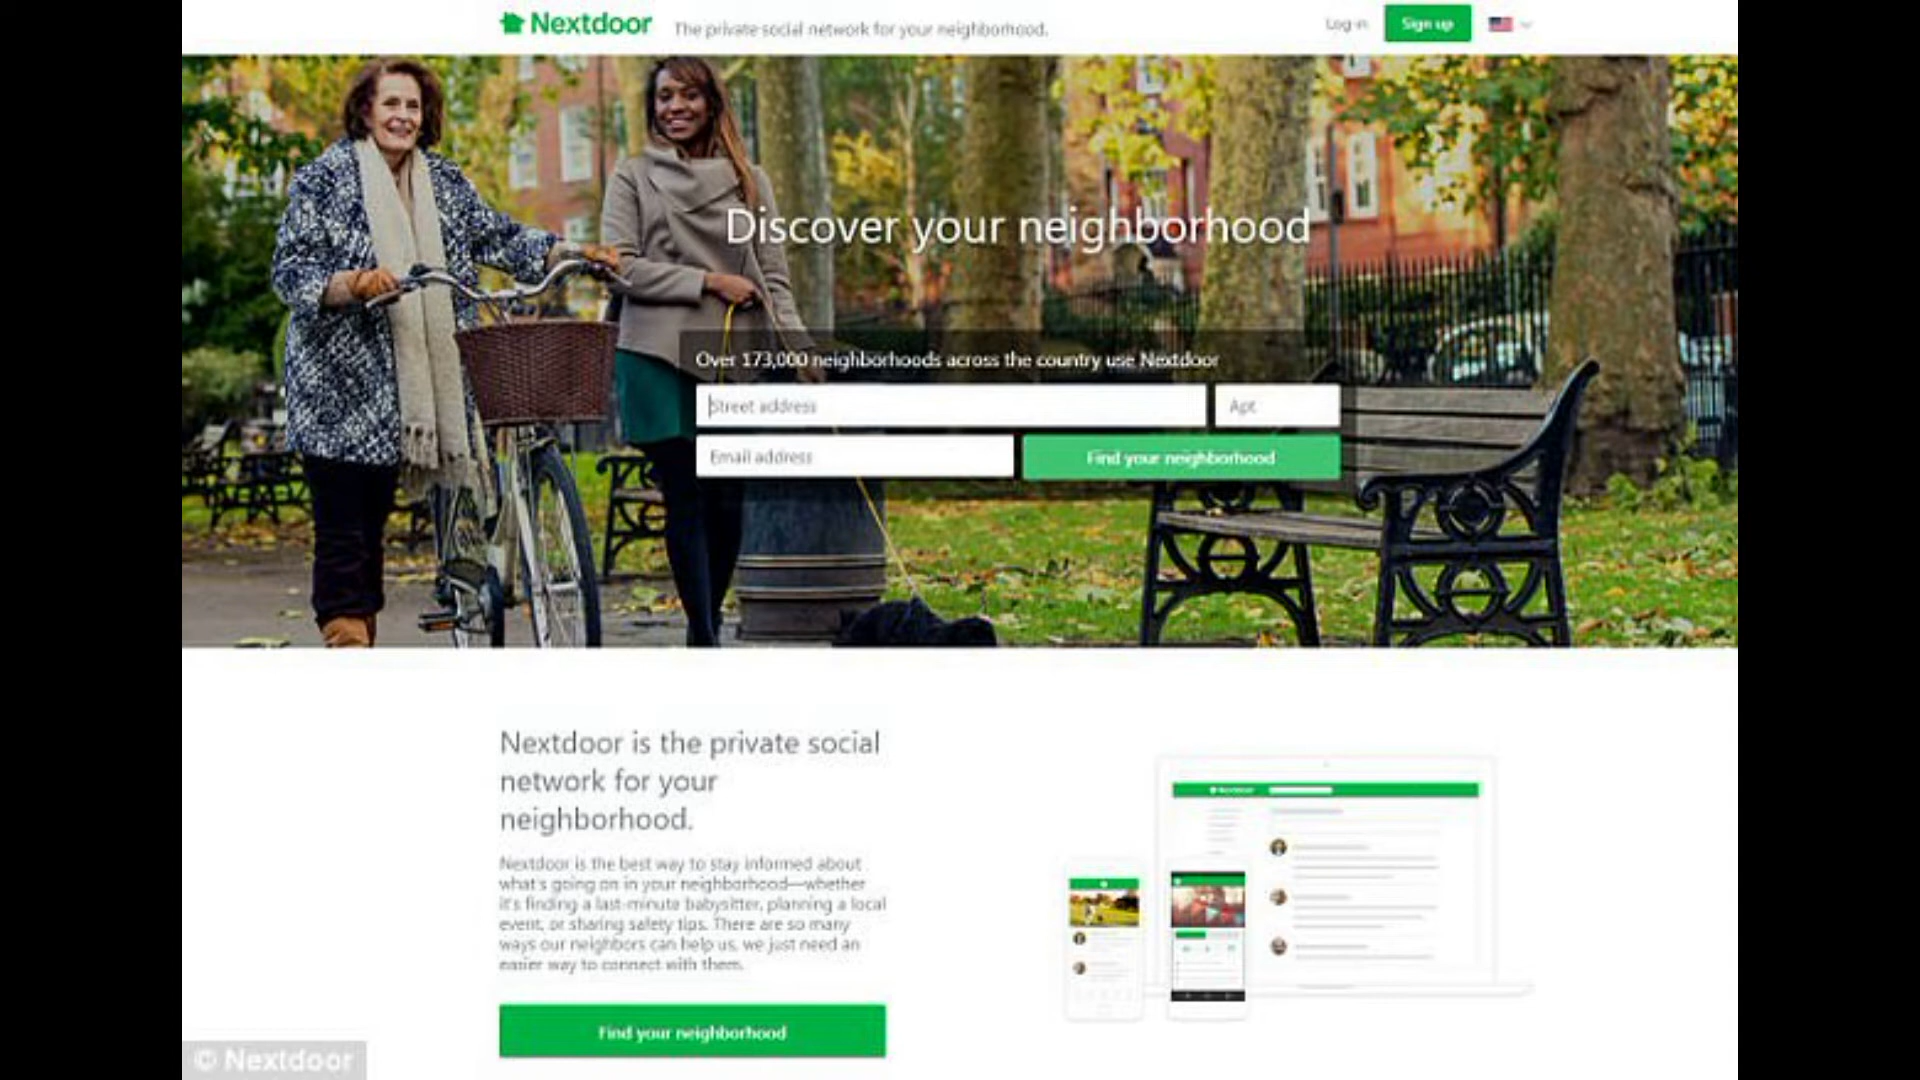 Nextdoor The private social network for your neighborhood. Log in Sign up
Discover your neighborhood
Over 173,000 neighborhoods across the country use Nextdoor
Street address Apt
Email address Find your neighborhood
Nextdoor is the private social
network for your
neighborhood.
Nextdoor is the best way to stay informed about
what's going on in your neighborhood—whether
it's finding a last-minute babysitter, planning a local
event, or sharing safety tips. There are so many
ways our neighbors can help us, we just need an
easier way to connect with them.
Find your neighborhood
Nextdoor
© Nextdoor